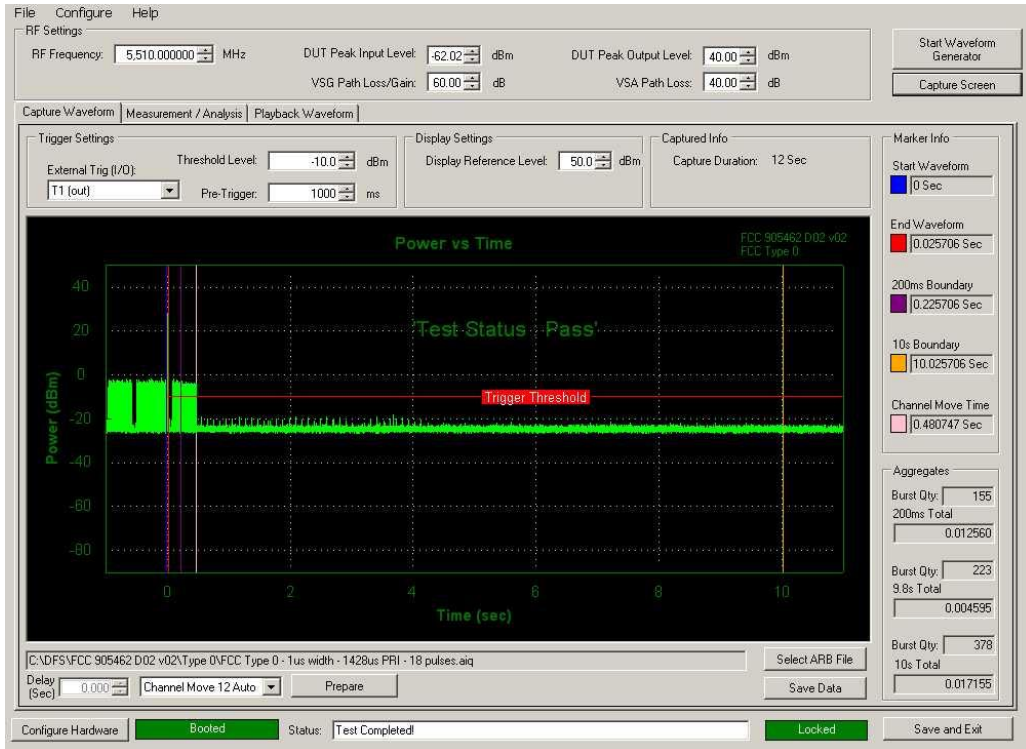 File Configure Help
RF Settings
RF Frequency: 5,510.000000 MHz
DUT Peak Input Level: -62.02 dBm
DUT Peak Output Level: 40.00 dBm
VSG Path Loss/Gain: 60.00 dB
VSA Path Loss: 40.00 dB
Start Waveform
Generator
Capture Screen
Capture Waveform Measurement / Analysis Playback Waveform
Trigger Settings
External Trig (I/O):
T1 (out)
Threshold Level: -10.0 dBm
Pre-Trigger: 1000 ms
Display Settings
Display Reference Level: 50.0 dBm
Captured Info
Capture Duration: 12 Sec
Power vs Time
FCC 905462 D02 v02
FCC Type 0
'Test Status : Pass'
Trigger Threshold
Power (dBm)
40
20
0
-20
-40
-60
-80
0 2 4 6 8 10
Time (sec)
Marker Info
Start Waveform
0 Sec
End Waveform
0.025706 Sec
200ms Boundary
0.225706 Sec
10s Boundary
10.025706 Sec
Channel Move Time
0.480747 Sec
Aggregates
Burst Qty: 155
200ms Total
0.012560
Burst Qty: 223
9.8s Total
0.004595
Burst Qty: 378
10s Total
0.017155
C:\DFS\FCC 905462 D02 v02\Type 0\FCC Type 0 - 1us width - 1428us PRI - 18 pulses.aiq
Select ARB File
Delay
(Sec) 0.000
Channel Move 12 Auto
Prepare
Save Data
Configure Hardware Booted Status: Test Completed! Locked Save and Exit